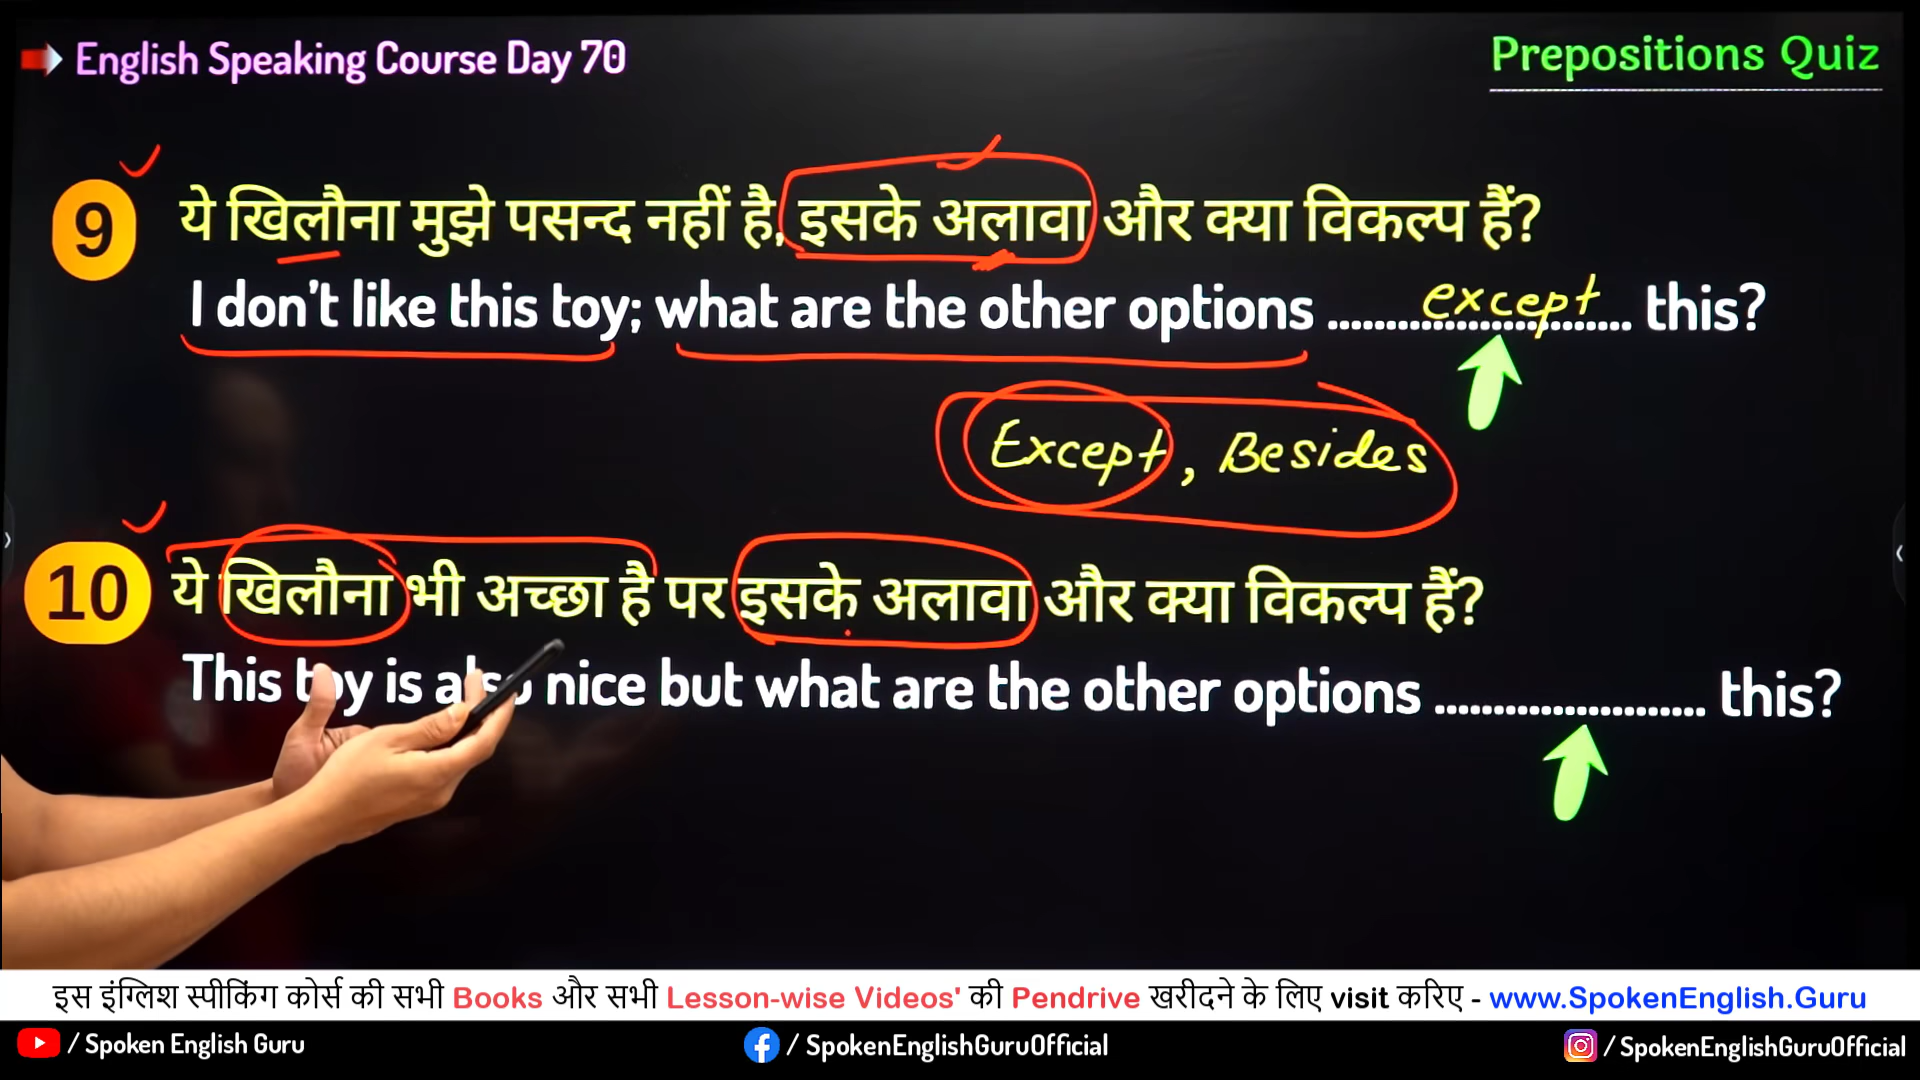 English Speaking Course Day 70
Prepositions Quiz
9
ये खिलौना मुझे पसन्द नहीं है, इसके अलावा और क्या विकल्प हैं?
I don't like this toy; what are the other options .......................... this?
except
Except, Besides
10
ये खिलौना भी अच्छा है पर इसके अलावा और क्या विकल्प हैं?
This toy is also nice but what are the other options ....................... this?
इस इंग्लिश स्पीकिंग कोर्स की सभी Books और सभी Lesson-wise Videos' की Pendrive खरीदने के लिए visit करिए - www.SpokenEnglish.Guru
/ Spoken English Guru
/ SpokenEnglishGuruOfficial
/ SpokenEnglishGuruOfficial